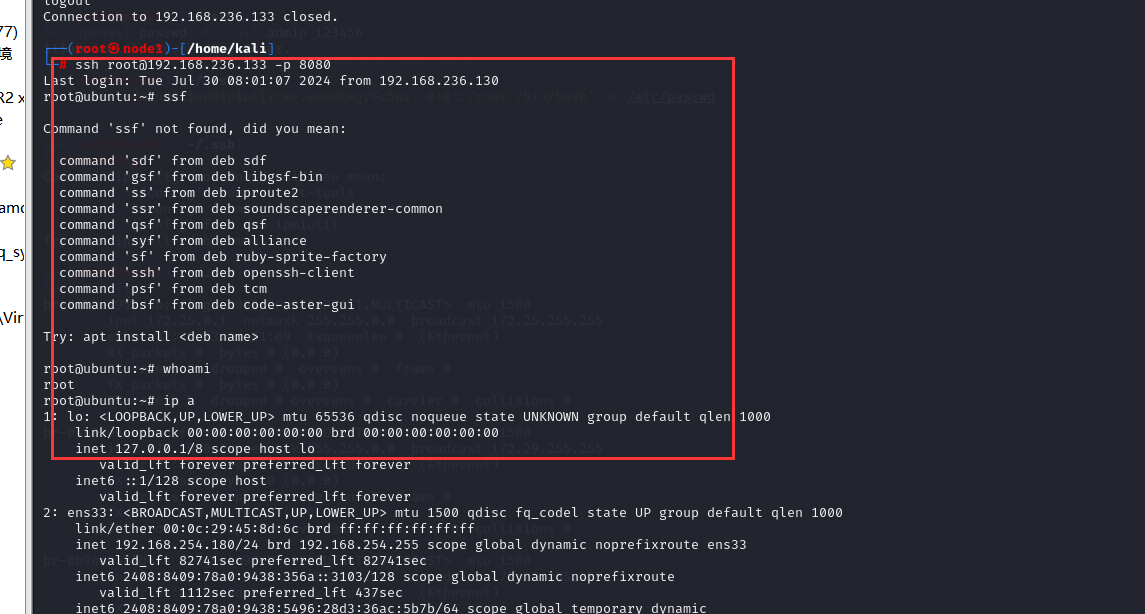 logout
Connection to 192.168.236.133 closed.
77)
境
┌──(root㉿node1)-[/home/kali]
└─# ssh root@192.168.236.133 -p 8080
Last login: Tue Jul 30 08:01:07 2024 from 192.168.236.130
R2 x
root@ubuntu:~# ssf
Command 'ssf' not found, did you mean:
command 'sdf' from deb sdf
command 'gsf' from deb libgsf-bin
command 'ss' from deb iproute2
command 'ssr' from deb soundscaperenderer-common
command 'qsf' from deb qsf
command 'syf' from deb alliance
q_sy
command 'sf' from deb ruby-sprite-factory
command 'ssh' from deb openssh-client
command 'psf' from deb tcm
command 'bsf' from deb code-aster-gui
\Vir
Try: apt install <deb name>
root@ubuntu:~# whoami
root
root@ubuntu:~# ip a
1: lo: <LOOPBACK,UP,LOWER_UP> mtu 65536 qdisc noqueue state UNKNOWN group default qlen 1000
link/loopback 00:00:00:00:00:00 brd 00:00:00:00:00:00
inet 127.0.0.1/8 scope host lo
valid_lft forever preferred_lft forever
inet6 ::1/128 scope host
valid_lft forever preferred_lft forever
2: ens33: <BROADCAST,MULTICAST,UP,LOWER_UP> mtu 1500 qdisc fq_codel state UP group default qlen 1000
link/ether 00:0c:29:45:8d:6c brd ff:ff:ff:ff:ff:ff
inet 192.168.254.180/24 brd 192.168.254.255 scope global dynamic noprefixroute ens33
valid_lft 82741sec preferred_lft 82741sec
inet6 2408:8409:78a0:9438:356a::3103/128 scope global dynamic noprefixroute
valid_lft 1112sec preferred_lft 437sec
inet6 2408:8409:78a0:9438:5496:28d3:36ac:5b7b/64 scope global temporary dynamic